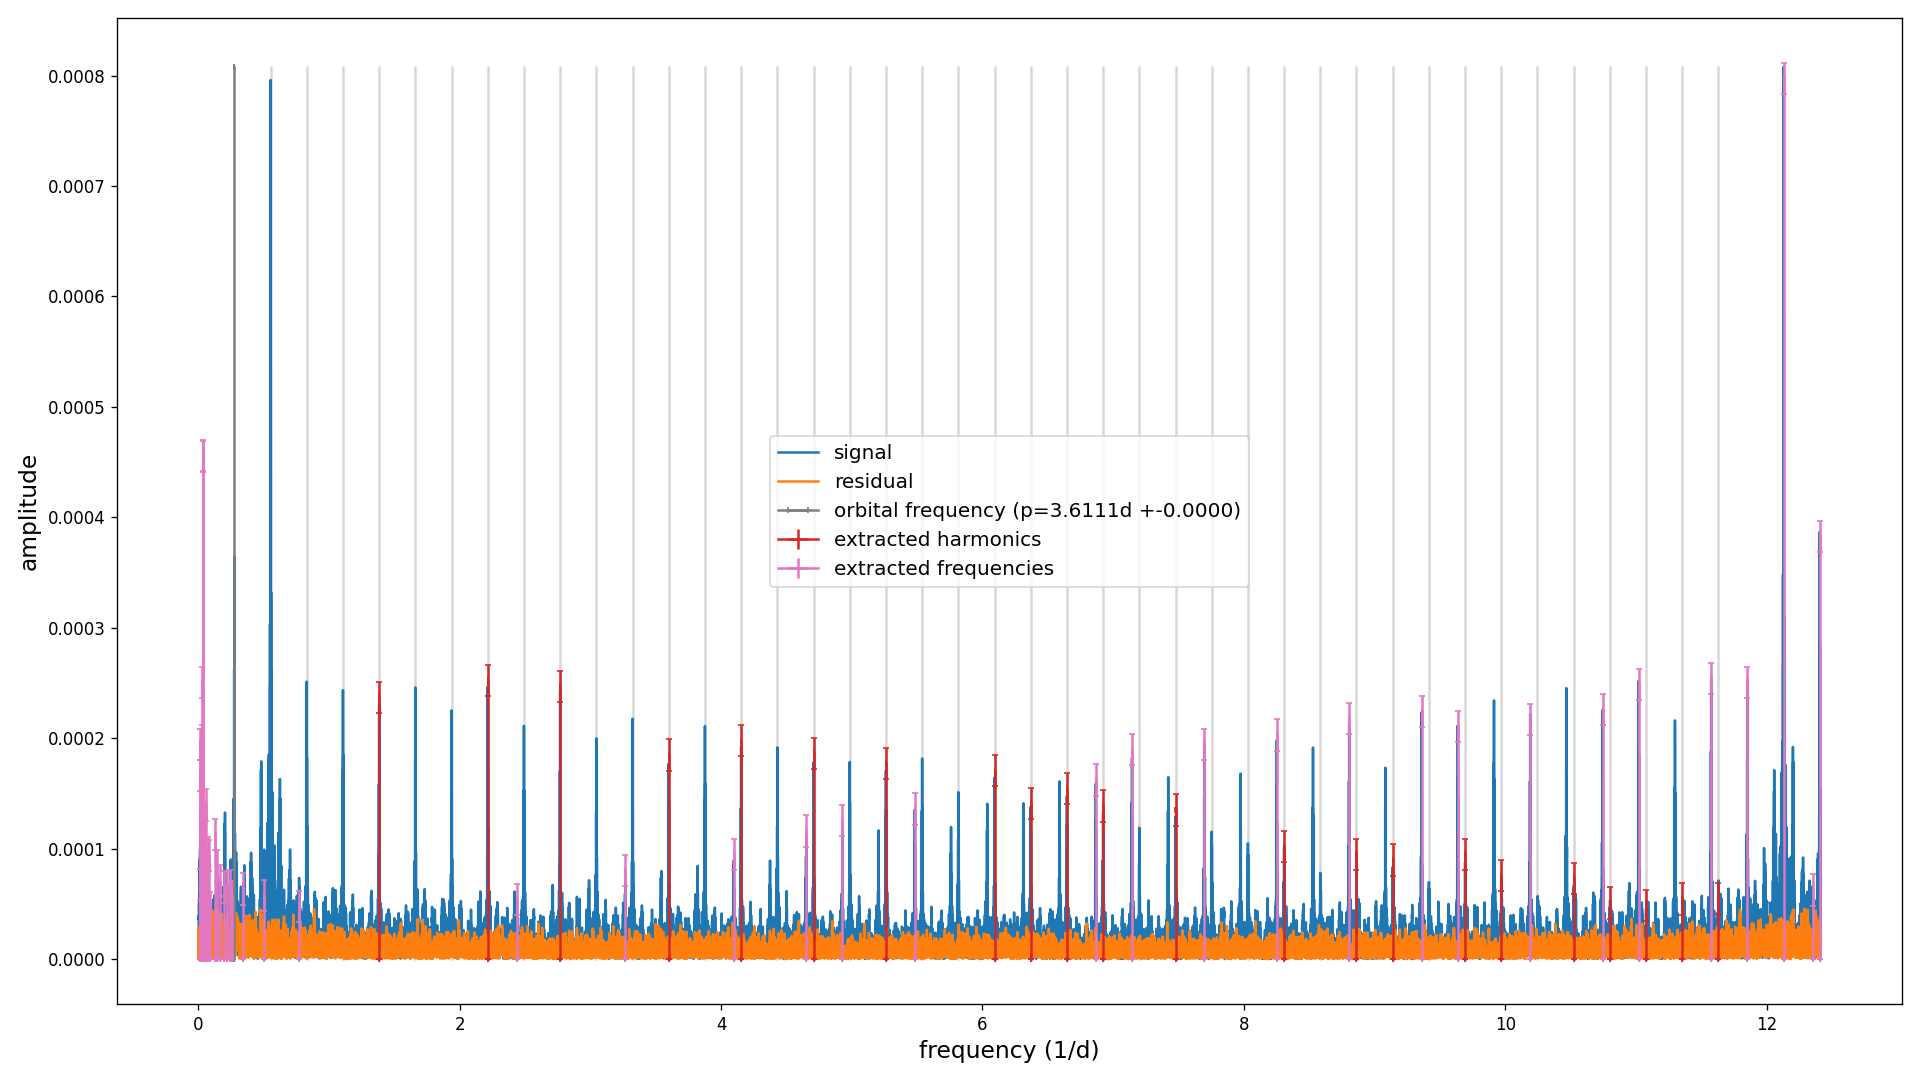 0.0008
0.0007
0.0006
0.0005
0.0004
0.0003
0.0002
0.0001
0.0000
amplitude
signal
residual
orbital frequency (p=3.6111d +-0.0000)
extracted harmonics
extracted frequencies
0 2 4 6 8 10 12
frequency (1/d)